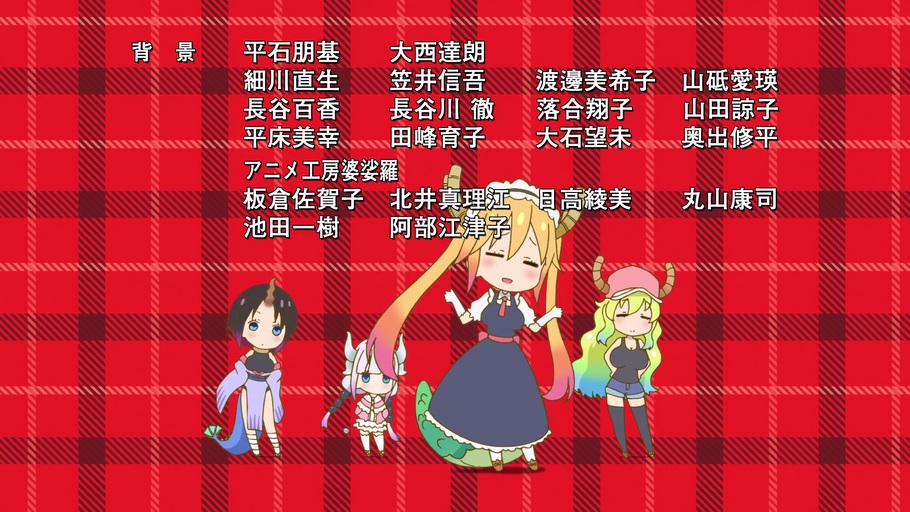 背　景　平石朋基　大西達朗
細川直生　笠井信吾　渡邊美希子　山砥愛瑛
長谷百香　長谷川 徹　落合翔子　山田諒子
平床美幸　田峰育子　大石望未　奥出修平
アニメ工房婆娑羅
板倉佐賀子　北井真理江　日高綾美　丸山康司
池田一樹　阿部江津子